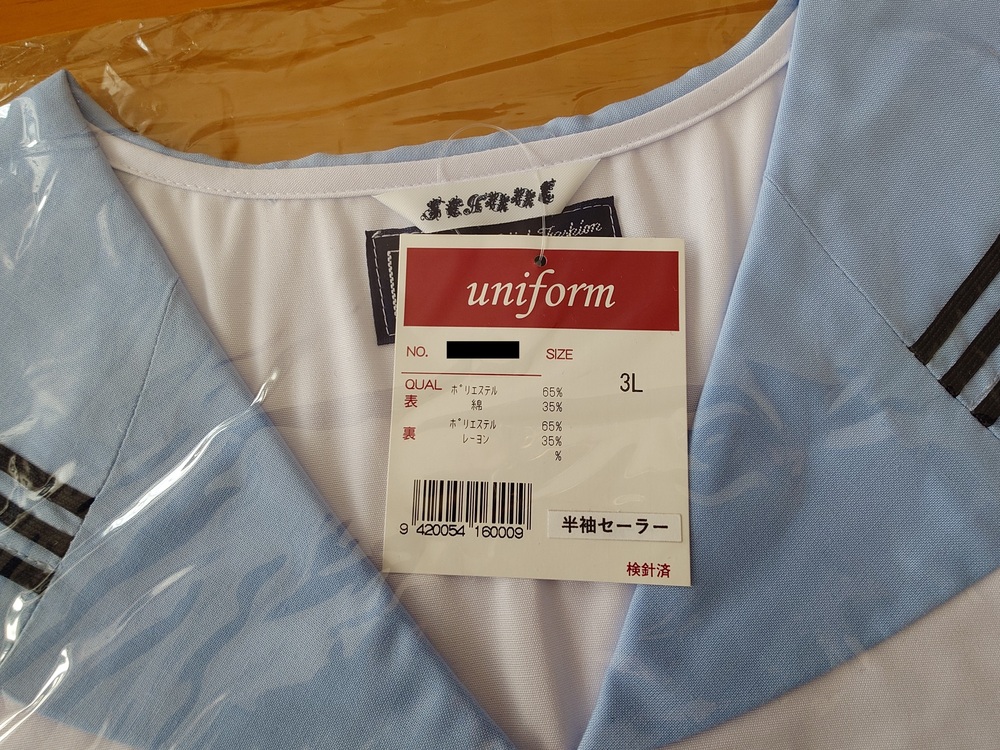 Fashion
uniform
NO. SIZE
3L
QUAL
表 ポリエステル 65%
綿 35%
裏 ポリエステル 65%
レーヨン 35%
%
9 420054 160009
半袖セーラー
検針済